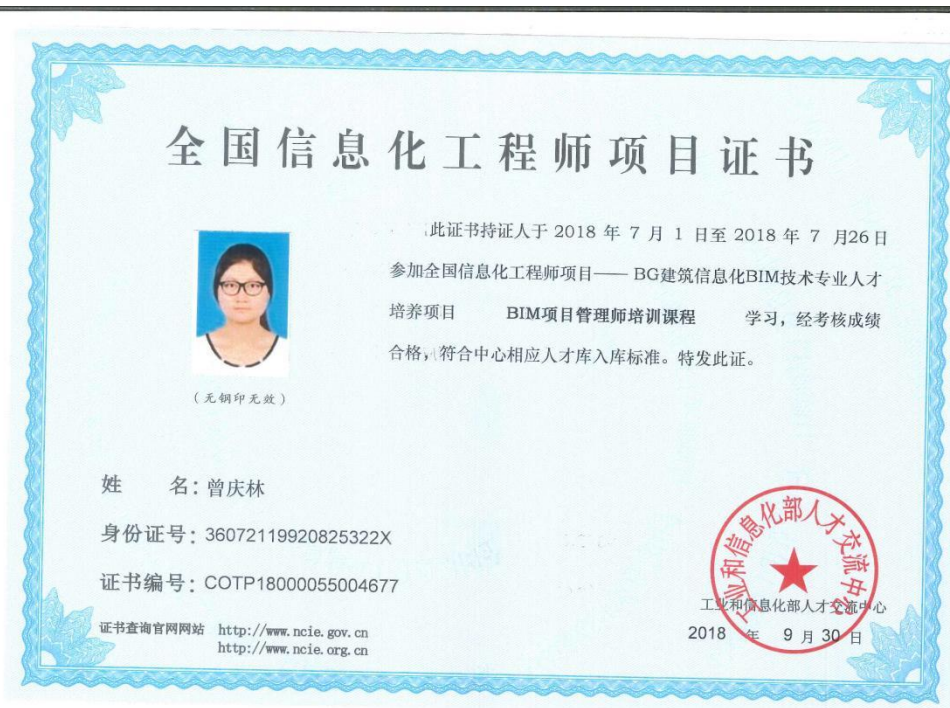 全国信息化工程师项目证书
此证书持证人于 2018 年 7 月 1 日至 2018 年 7 月26日
参加全国信息化工程师项目—— BG建筑信息化BIM技术专业人才
培养项目 BIM项目管理师培训课程 学习，经考核成绩
合格，符合中心相应人才库入库标准。特发此证。
（无钢印无效）
姓 名：曾庆林
身份证号：36072119920825322X
证书编号：COTP18000055004677
证书查询官网网站 http://www.ncie.gov.cn
http://www.ncie.org.cn
工业和信息化部人才交流中心
工业和信息化部人才交流中心
2018 年 9 月 30 日